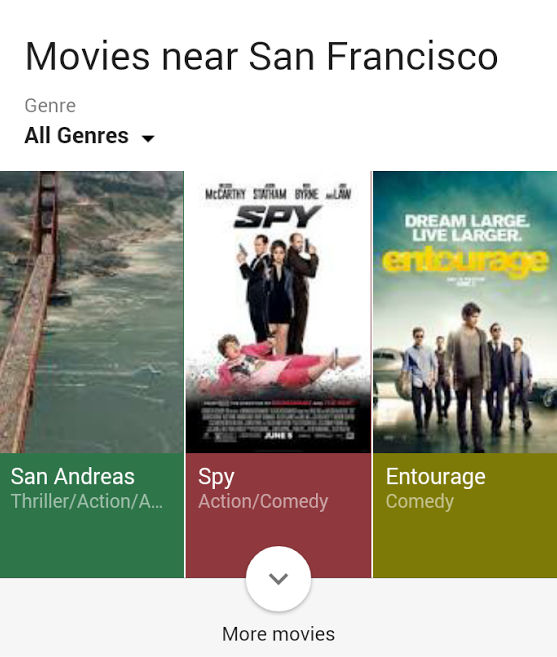 Movies near San Francisco
Genre
All Genres
McCARTHY STATHAM BYRNE LAW
SPY
JUNE 5
DREAM LARGE.
LIVE LARGER.
entourage
San Andreas
Thriller/Action/A...
Spy
Action/Comedy
Entourage
Comedy
More movies